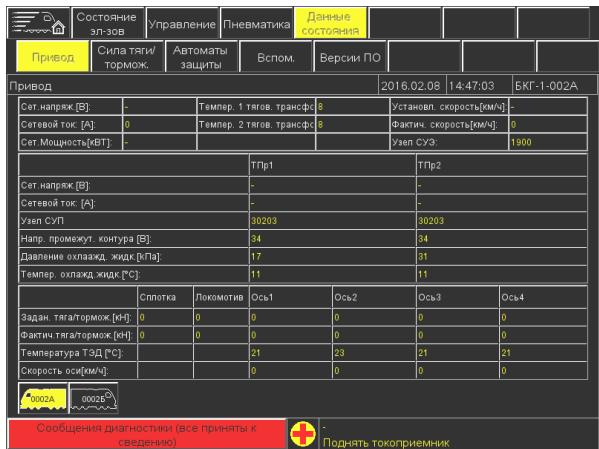 Состояние эл-зов Управление Пневматика Данные состояния
Привод Сила тяги/ тормож. Автоматы защиты Вспом. Версии ПО
Привод 2016.02.08 14:47:03 БКГ-1-002А
Сет.напряж.[В]: - Темпер. 1 тягов. трансфс 8 Установл. скорость[км/ч]: -
Сетевой ток: [А]: 0 Темпер. 2 тягов. трансфс 8 Фактич. скорость[км/ч]: 0
Сет.Мощность[кВТ]: - Узел СУЭ: 1900
ТПр1 ТПр2
Сет.напряж.[В]: - -
Сетевой ток: [А]: - -
Узел СУП 30203 30203
Напр. промежут. контура [В]: 34 34
Давление охлаажд. жидк.[кПа]: 17 31
Темпер. охлажд.жидк.[°С]: 11 11
Сплотка Локомотив Ось1 Ось2 Ось3 Ось4
Задан. тяга/тормож.[кН]: 0 0 0 0 0 0
Фактич.тяга/тормож.[кН]: 0 0 0 0 0 0
Температура ТЭД [°С]: 21 23 21 21
Скорость оси[км/ч]: 0 0 0 0
0002А 0002Б
Сообщения диагностики (все приняты к сведению)
-
Поднять токоприемник